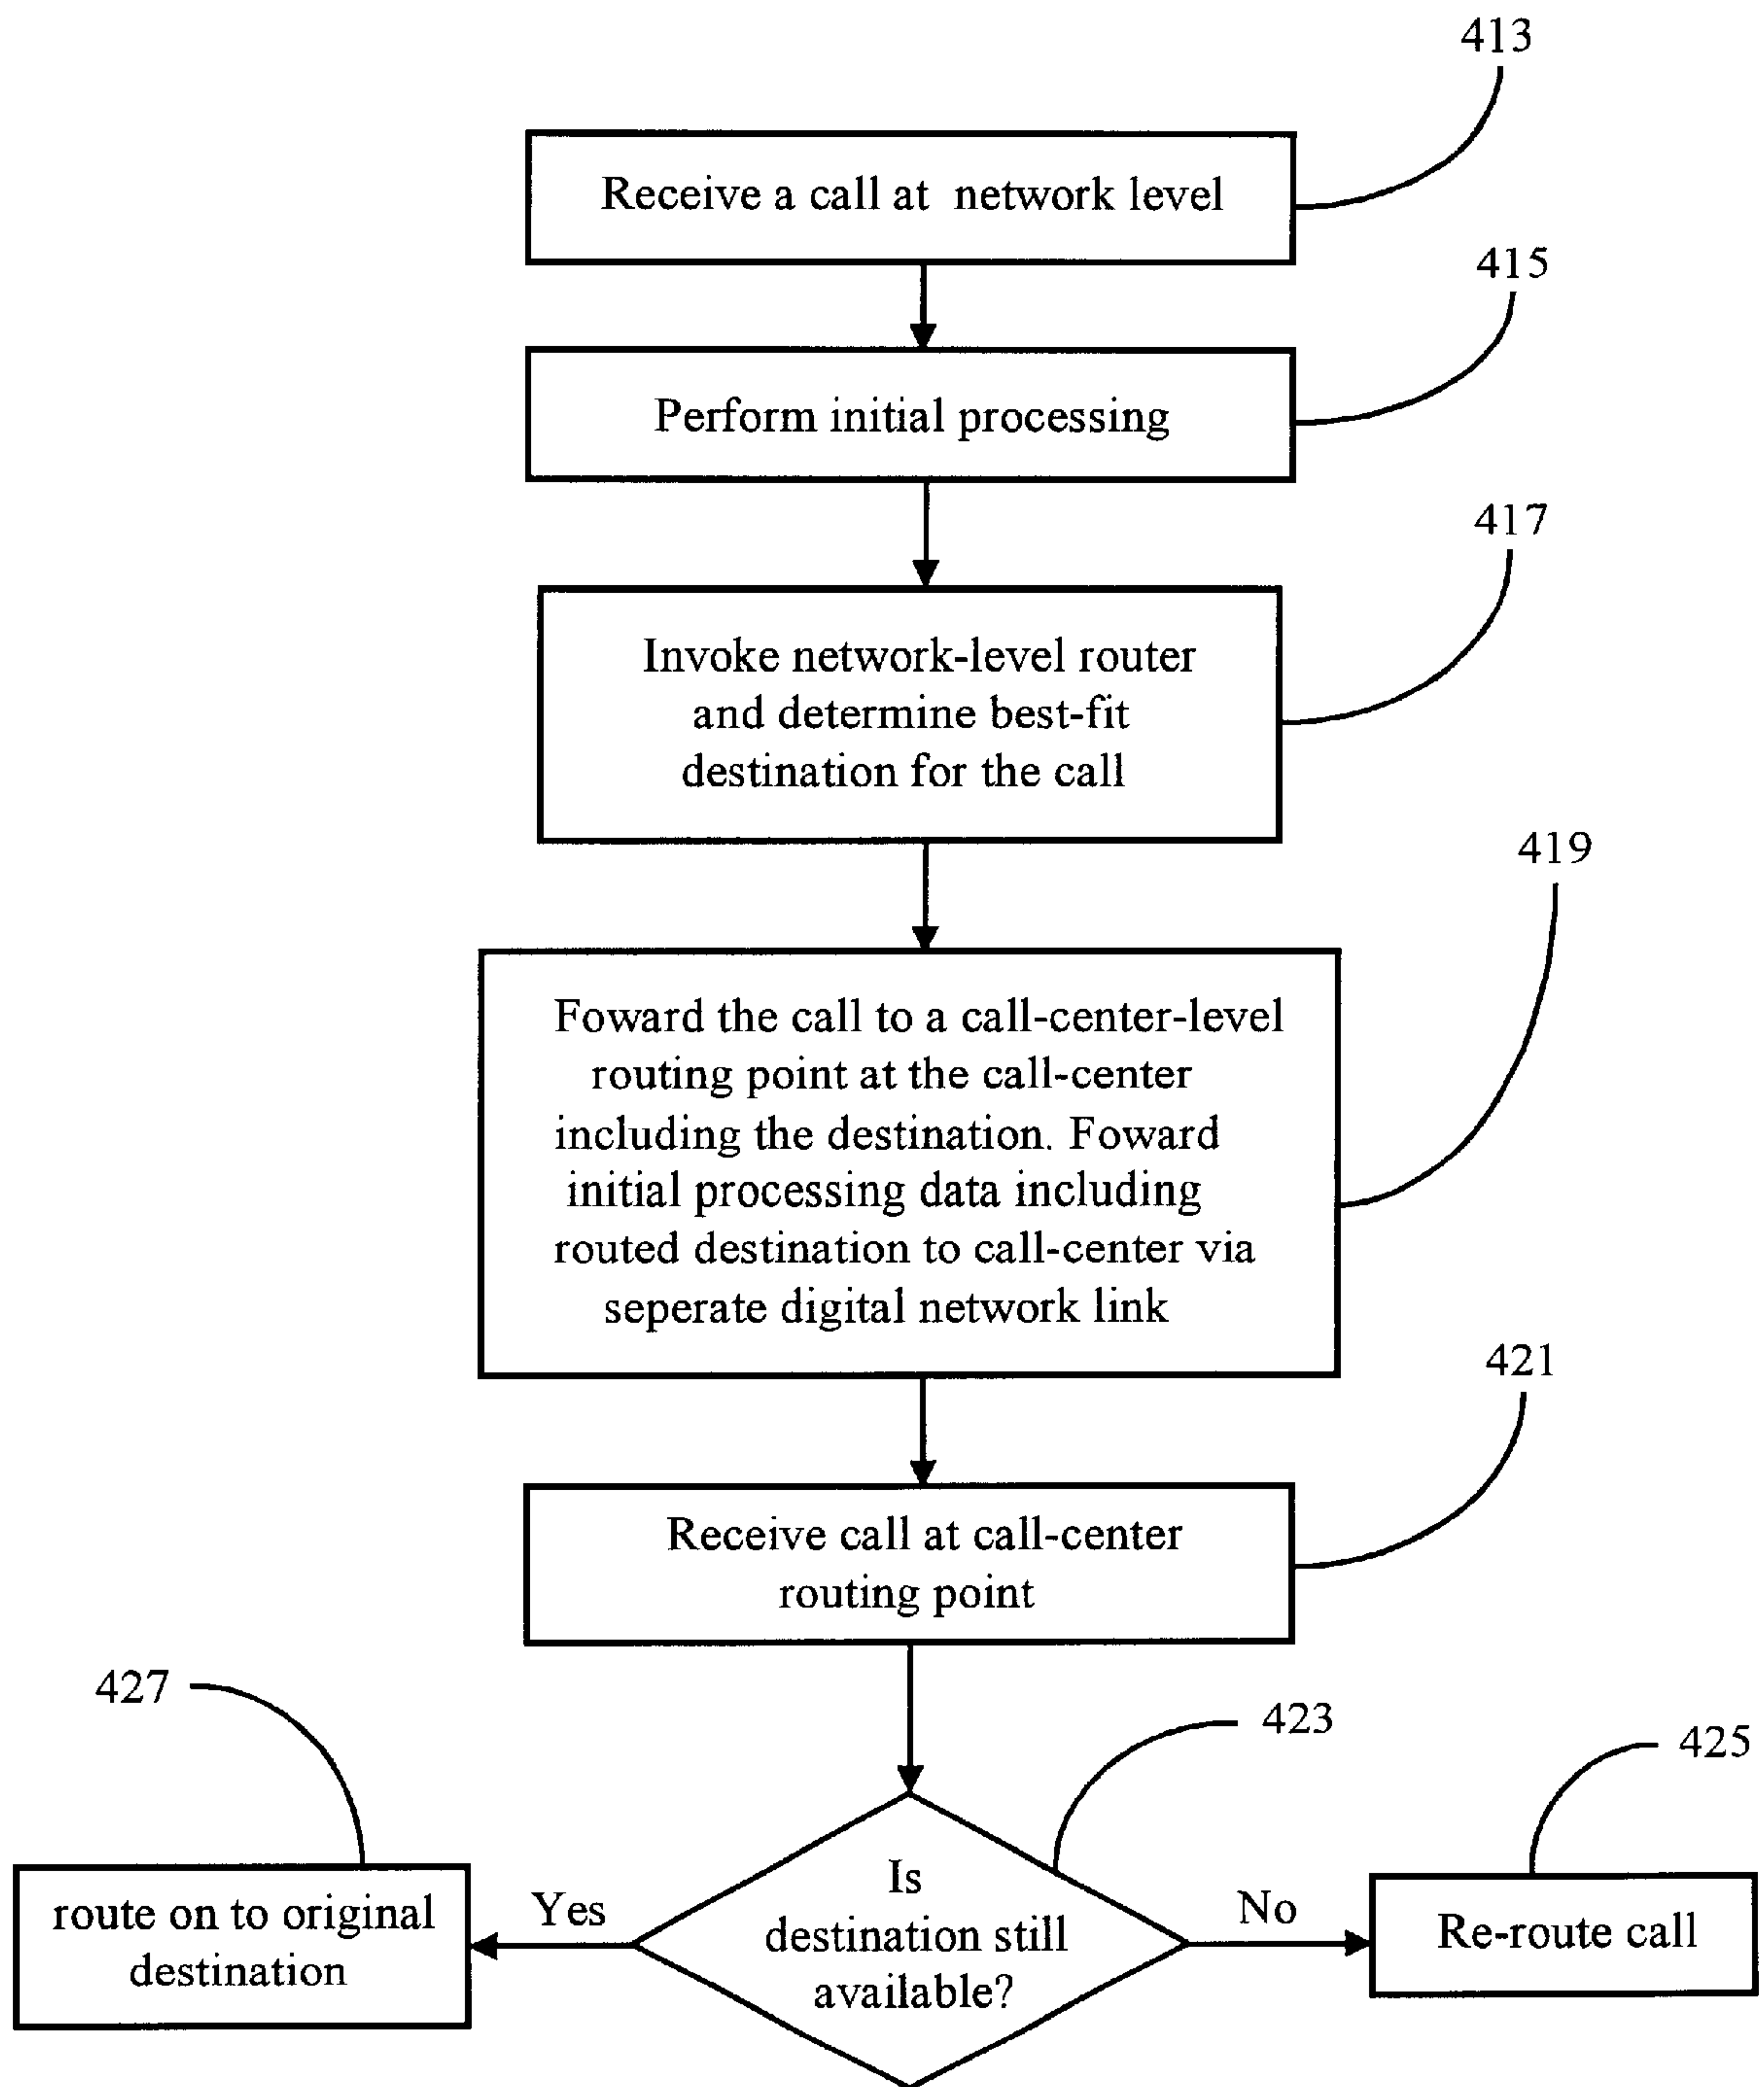 413
Receive a call at network level
415
Perform initial processing
417
Invoke network-level router
and determine best-fit
destination for the call
419
Foward the call to a call-center-level
routing point at the call-center
including the destination. Foward
initial processing data including
routed destination to call-center via
seperate digital network link
421
Receive call at call-center
routing point
427
423
425
Is
destination still
available?
Yes
No
route on to original
destination
Re-route call